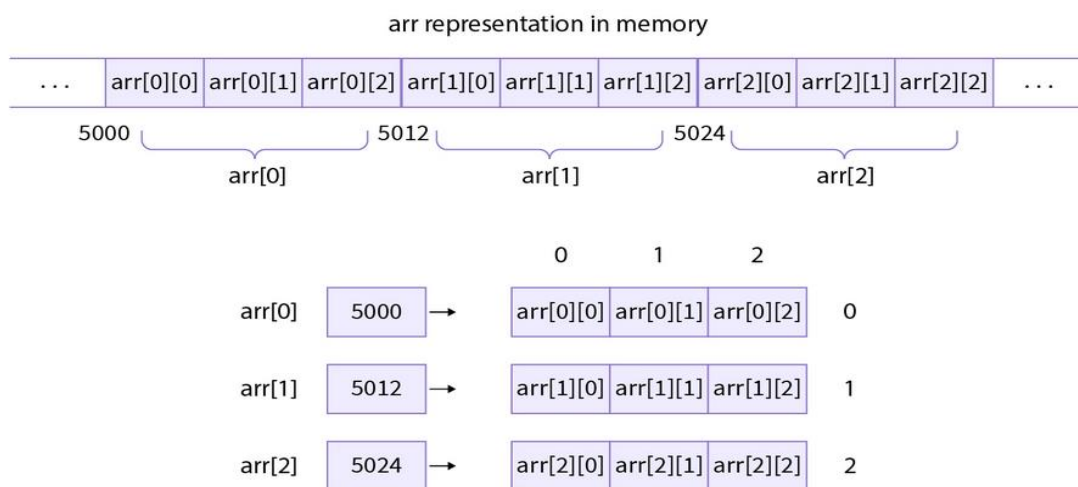 arr representation in memory
... arr[0][0] arr[0][1] arr[0][2] arr[1][0] arr[1][1] arr[1][2] arr[2][0] arr[2][1] arr[2][2] ...
5000 5012 5024
arr[0] arr[1] arr[2]
0 1 2
arr[0] 5000 → arr[0][0] arr[0][1] arr[0][2] 0
arr[1] 5012 → arr[1][0] arr[1][1] arr[1][2] 1
arr[2] 5024 → arr[2][0] arr[2][1] arr[2][2] 2